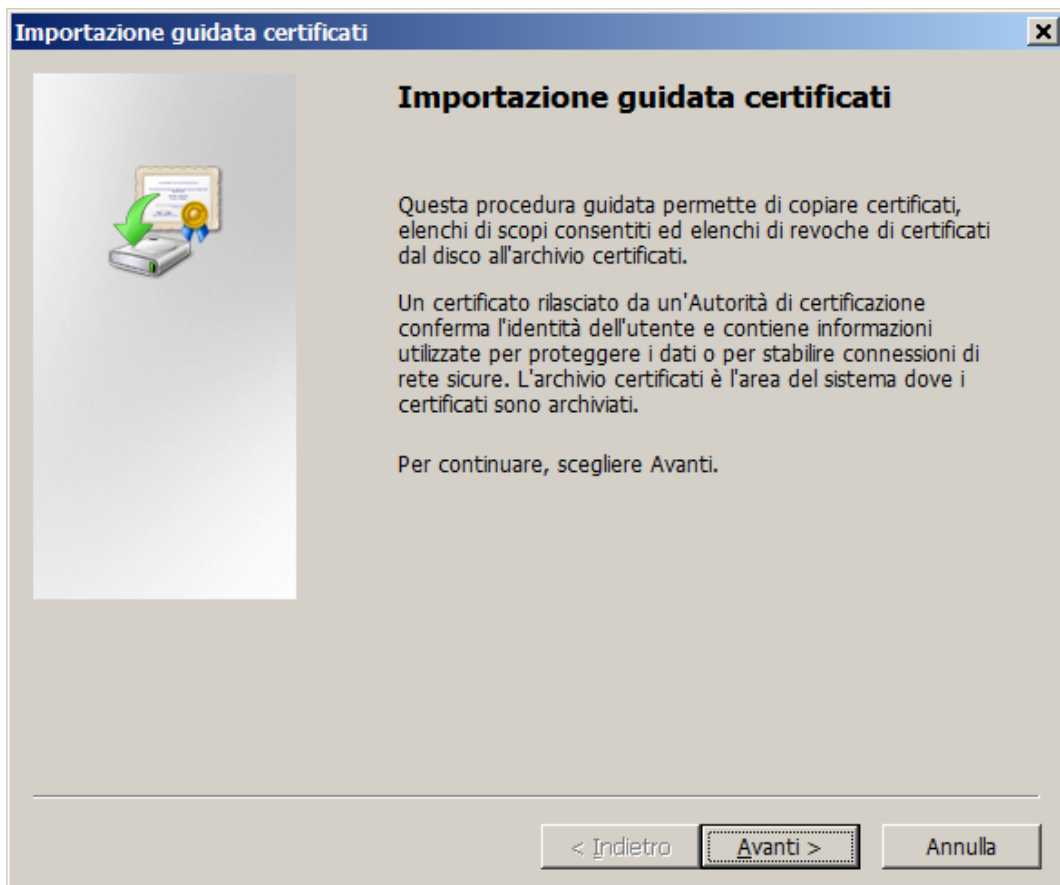 Importazione guidata certificati
Importazione guidata certificati
Questa procedura guidata permette di copiare certificati,
elenchi di scopi consentiti ed elenchi di revoche di certificati
dal disco all'archivio certificati.
Un certificato rilasciato da un'Autorità di certificazione
conferma l'identità dell'utente e contiene informazioni
utilizzate per proteggere i dati o per stabilire connessioni di
rete sicure. L'archivio certificati è l'area del sistema dove i
certificati sono archiviati.
Per continuare, scegliere Avanti.
< Indietro
Avanti >
Annulla